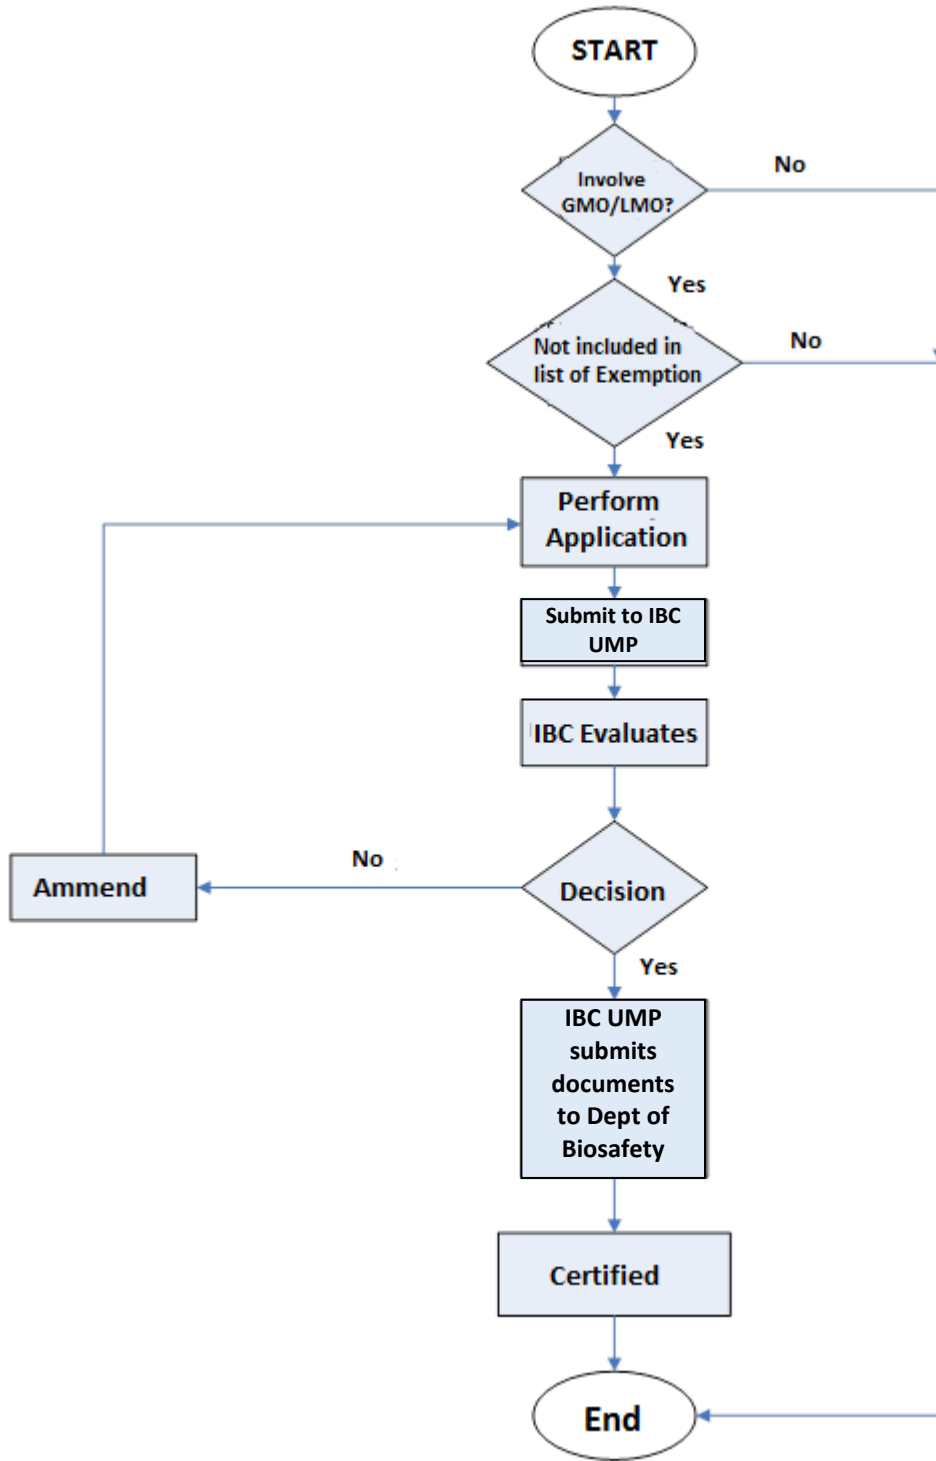 START
Involve
GMO/LMO?
No
Yes
Not included in
list of Exemption
No
Yes
Perform
Application
Submit to IBC
UMP
IBC Evaluates
Decision
No
Ammend
Yes
IBC UMP
submits
documents
to Dept of
Biosafety
Certified
End